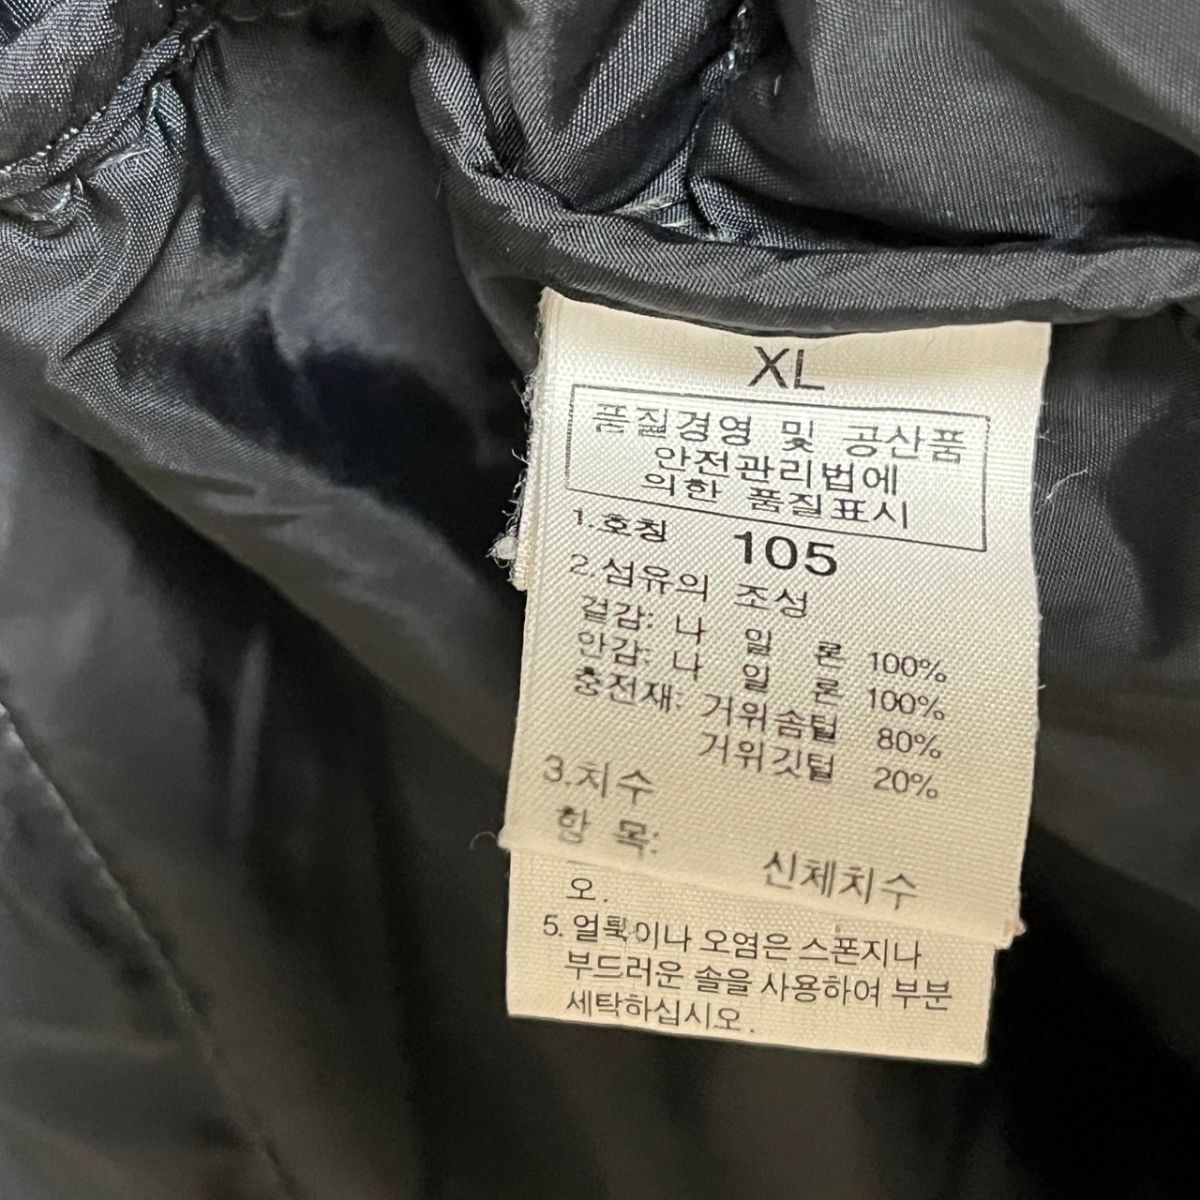 XL
품질경영 및 공산품
안전관리법에
의한 품질표시
1.호칭 105
2.섬유의 조성
겉감: 나 일 론 100%
안감: 나 일 론 100%
충전재: 거위솜털 80%
거위깃털 20%
3.치수
항 목: 신체치수
오.
5. 얼룩이나 오염은 스폰지나
부드러운 솔을 사용하여 부분
세탁하십시오.